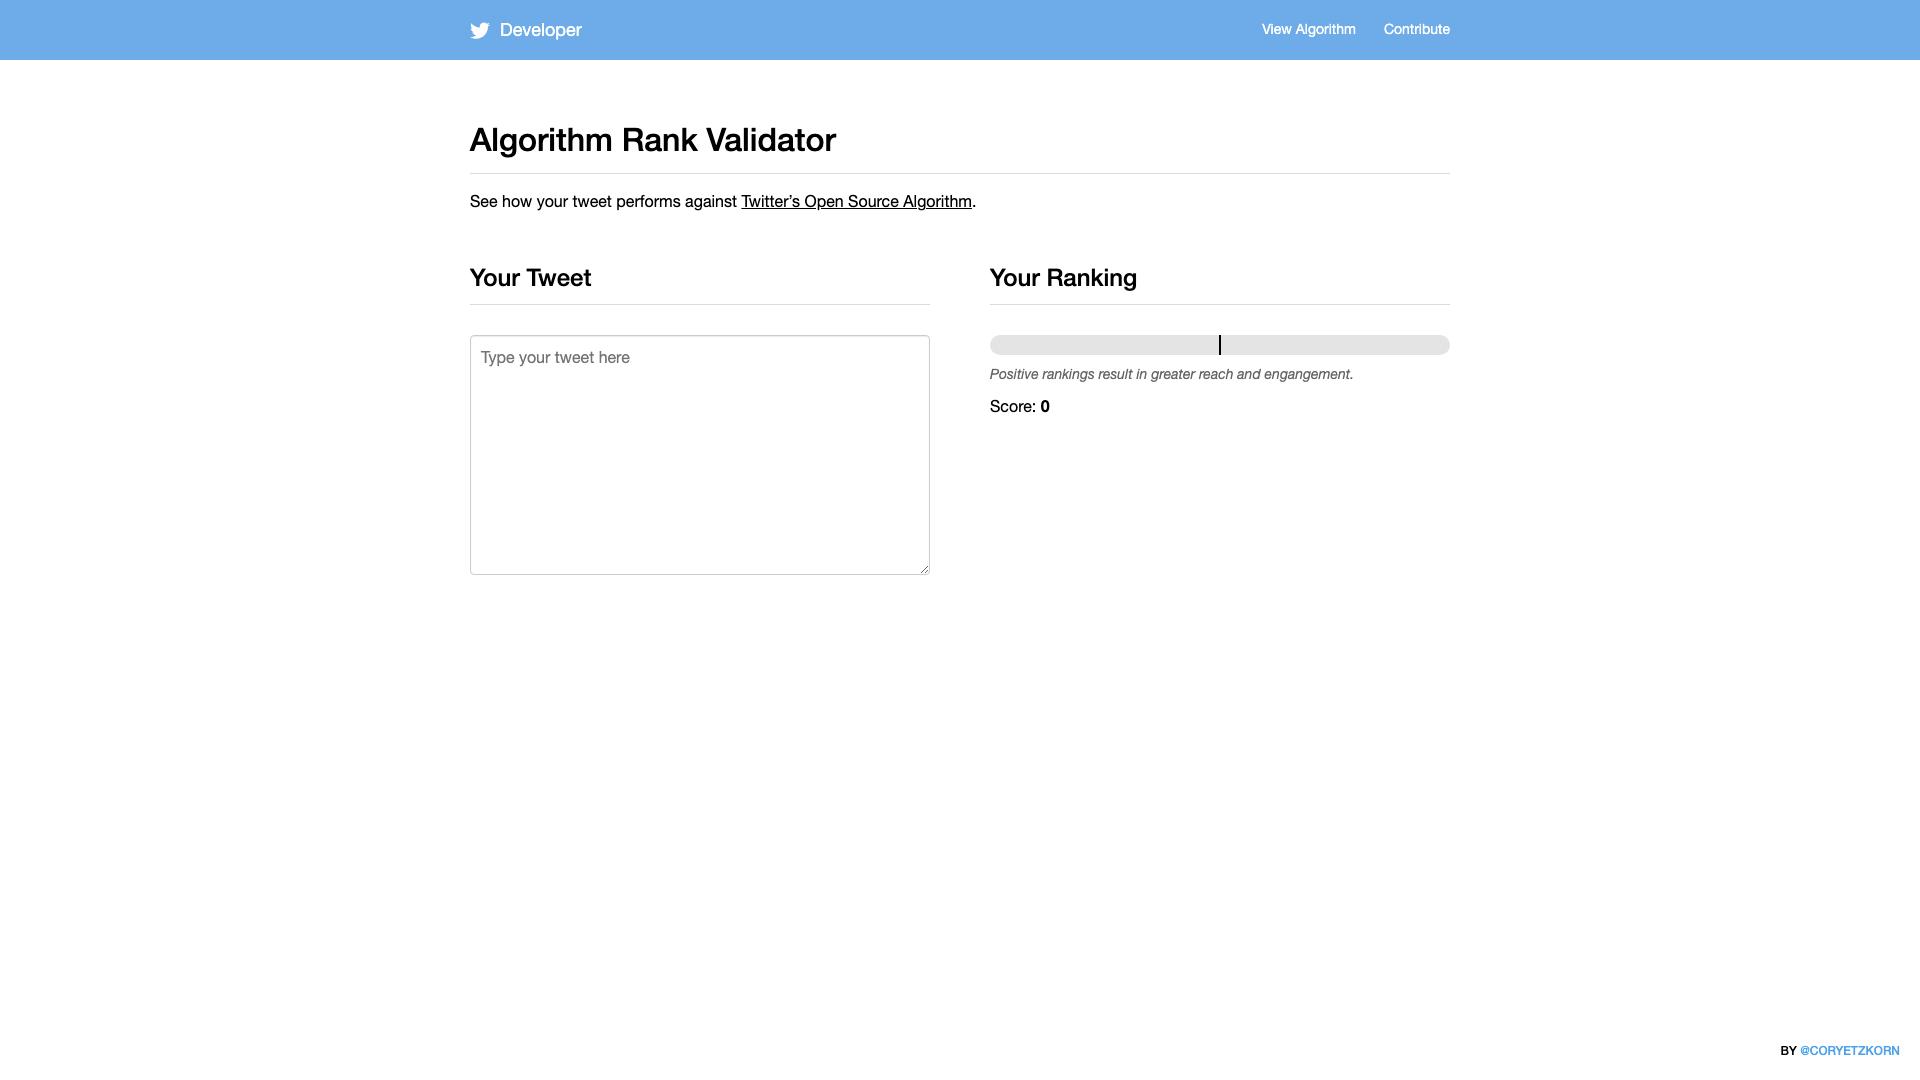 Developer
View Algorithm
Contribute
Algorithm Rank Validator
See how your tweet performs against Twitter’s Open Source Algorithm.
Your Tweet
Type your tweet here
Your Ranking
Positive rankings result in greater reach and engangement.
Score: 0
BY @CORYETZKORN